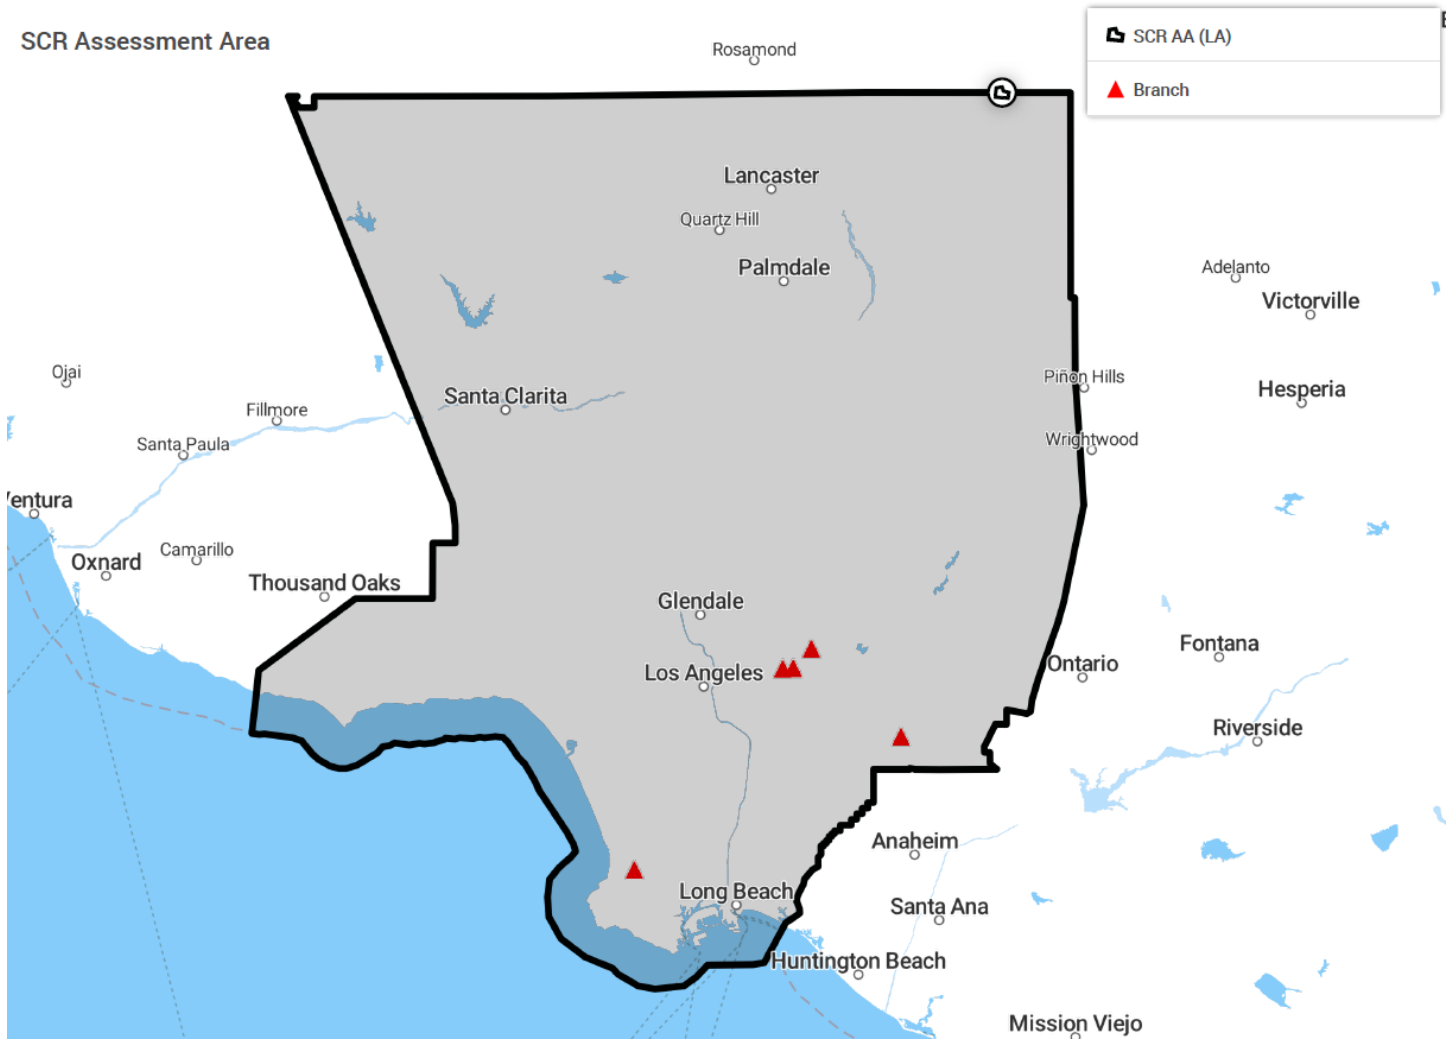 SCR Assessment Area
SCR AA (LA)
Branch
Rosamond
Lancaster
Quartz Hill
Palmdale
Adelanto
Victorville
Ojai
Piñon Hills
Hesperia
Santa Clarita
Fillmore
Santa Paula
Wrightwood
entura
Camarillo
Oxnard
Thousand Oaks
Glendale
Fontana
Los Angeles
Ontario
Riverside
Anaheim
Long Beach
Santa Ana
Huntington Beach
Mission Viejo